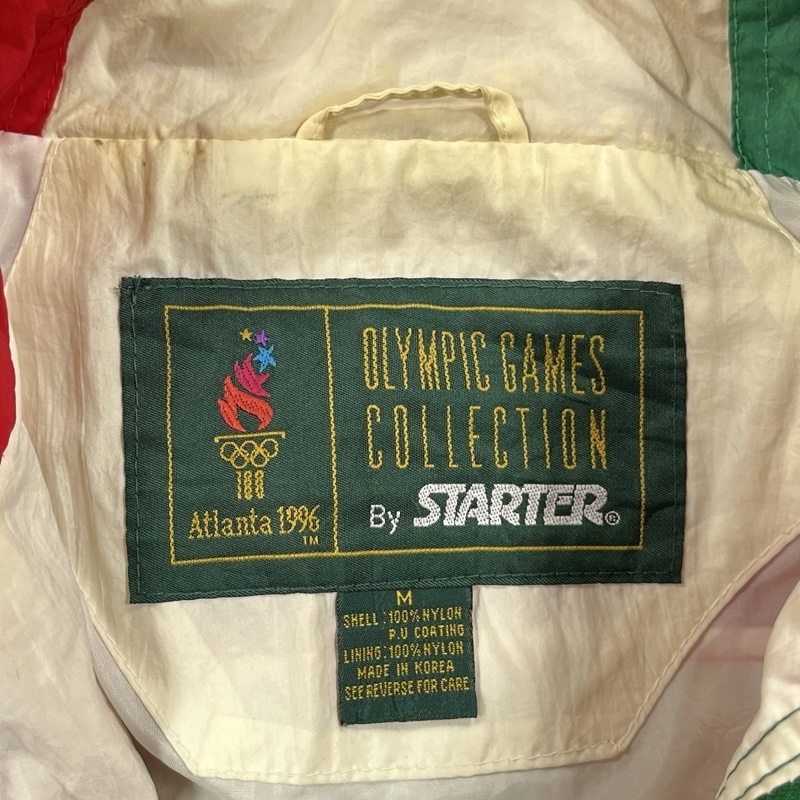 OLYMPIC GAMES
COLLECTION
By STARTER®
100
Atlanta 1996
TM
M
SHELL:100%NYLON
P.U COATING
LINING:100%NYLON
MADE IN KOREA
SEE REVERSE FOR CARE